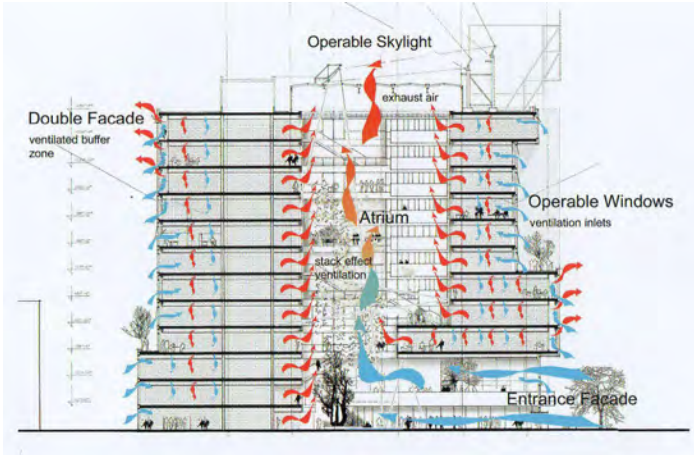 Operable Skylight
exhaust air
Double Facade
ventilated buffer
zone
Operable Windows
ventilation inlets
Atrium
stack effect
ventilation
Entrance Facade